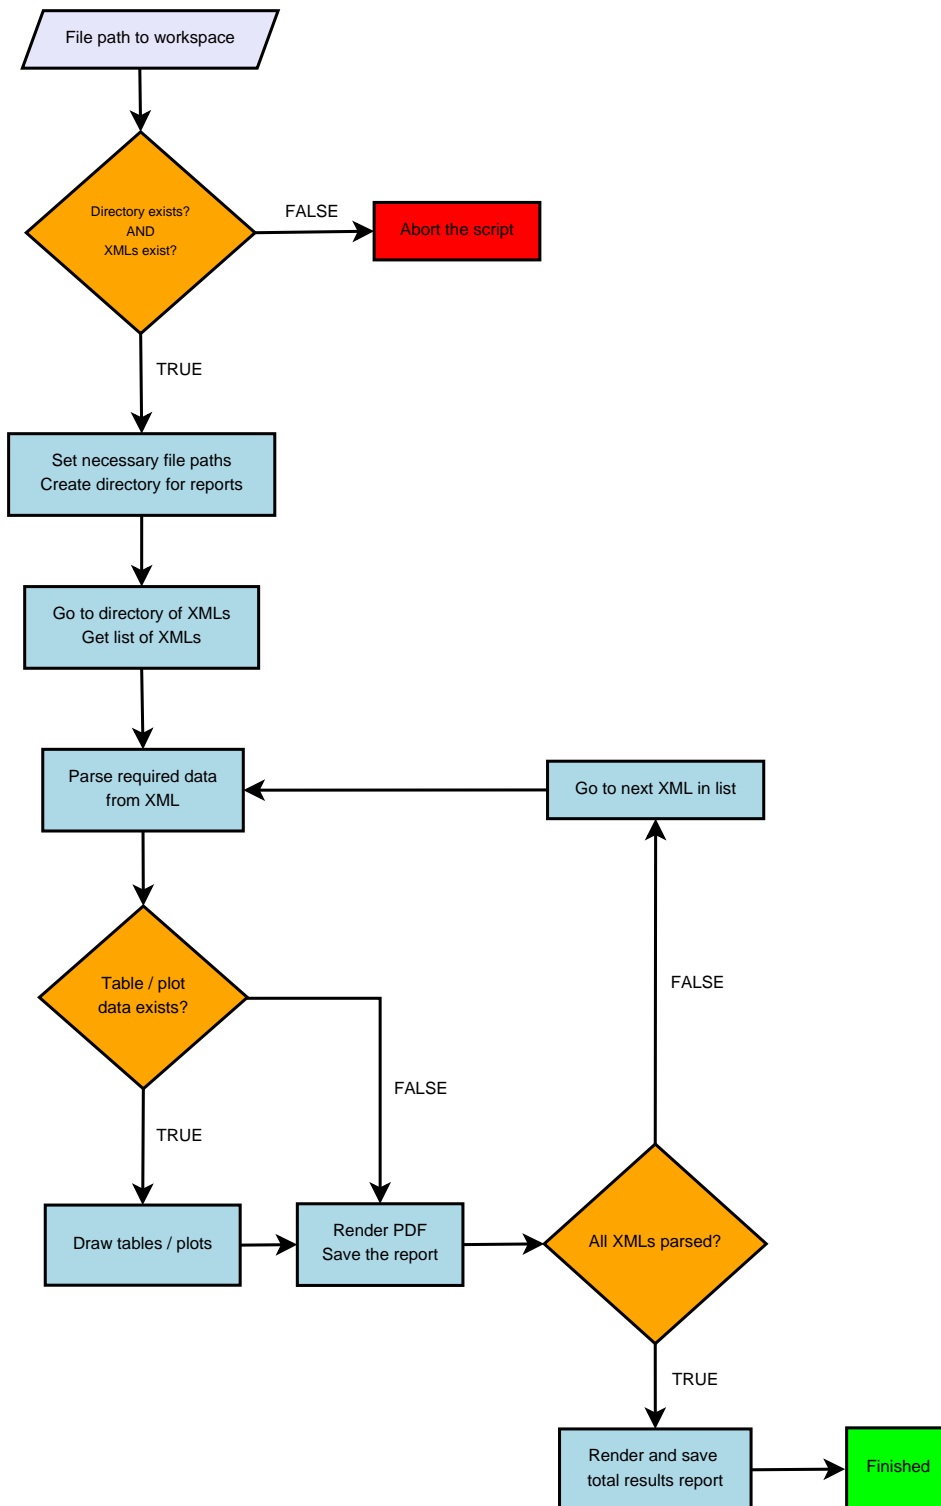 File path to workspace
Directory exists?
AND
XMLs exist?
FALSE
Abort the script
TRUE
Set necessary file paths
Create directory for reports
Go to directory of XMLs
Get list of XMLs
Parse required data
from XML
Go to next XML in list
Table / plot
data exists?
FALSE
FALSE
TRUE
Draw tables / plots
Render PDF
Save the report
All XMLs parsed?
TRUE
Render and save
total results report
Finished